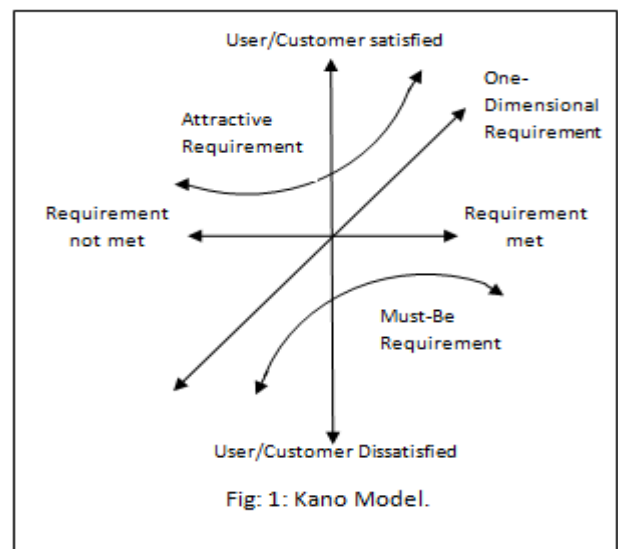 User/Customer satisfied
One-
Dimensional
Requirement
Attractive
Requirement
Requirement
not met
Requirement
met
Must-Be
Requirement
User/Customer Dissatisfied
Fig: 1: Kano Model.